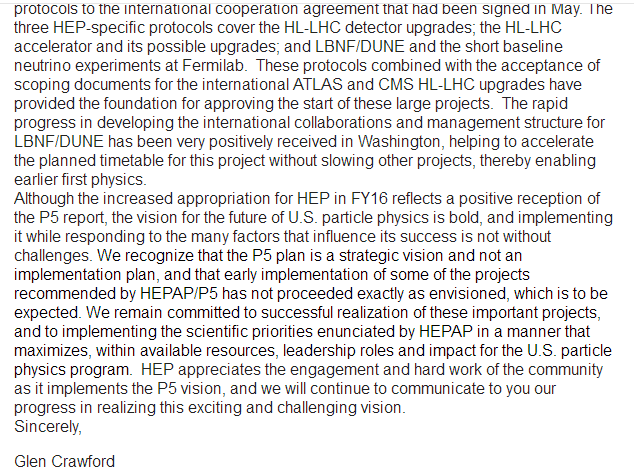 protocols to the international cooperation agreement that had been signed in May. The
three HEP-specific protocols cover the HL-LHC detector upgrades; the HL-LHC
accelerator and its possible upgrades; and LBNF/DUNE and the short baseline
neutrino experiments at Fermilab.  These protocols combined with the acceptance of
scoping documents for the international ATLAS and CMS HL-LHC upgrades have
provided the foundation for approving the start of these large projects.  The rapid
progress in developing the international collaborations and management structure for
LBNF/DUNE has been very positively received in Washington, helping to accelerate
the planned timetable for this project without slowing other projects, thereby enabling
earlier first physics.
Although the increased appropriation for HEP in FY16 reflects a positive reception of
the P5 report, the vision for the future of U.S. particle physics is bold, and implementing
it while responding to the many factors that influence its success is not without
challenges. We recognize that the P5 plan is a strategic vision and not an
implementation plan, and that early implementation of some of the projects
recommended by HEPAP/P5 has not proceeded exactly as envisioned, which is to be
expected. We remain committed to successful realization of these important projects,
and to implementing the scientific priorities enunciated by HEPAP in a manner that
maximizes, within available resources, leadership roles and impact for the U.S. particle
physics program.  HEP appreciates the engagement and hard work of the community
as it implements the P5 vision, and we will continue to communicate to you our
progress in realizing this exciting and challenging vision.
Sincerely,
Glen Crawford